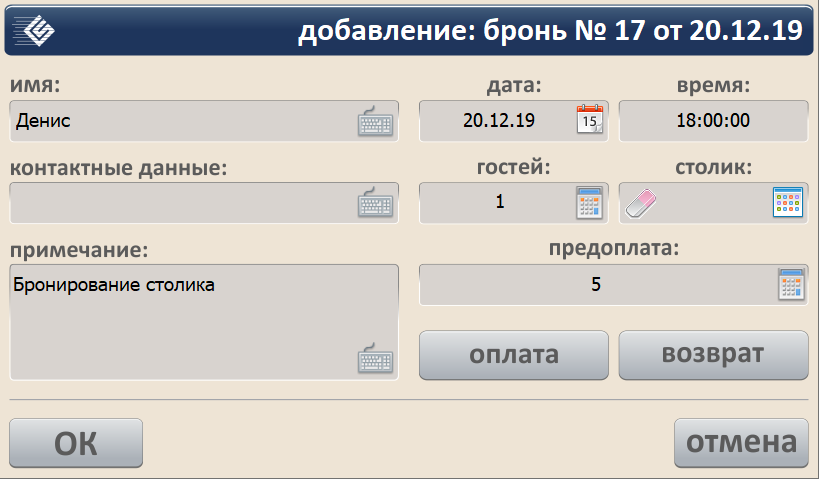 добавление: бронь № 17 от 20.12.19
имя:
дата:
время:
Денис
20.12.19
15
18:00:00
контактные данные:
гостей:
столик:
1
примечание:
предоплата:
Бронирование столика
5
оплата
возврат
ОК
отмена